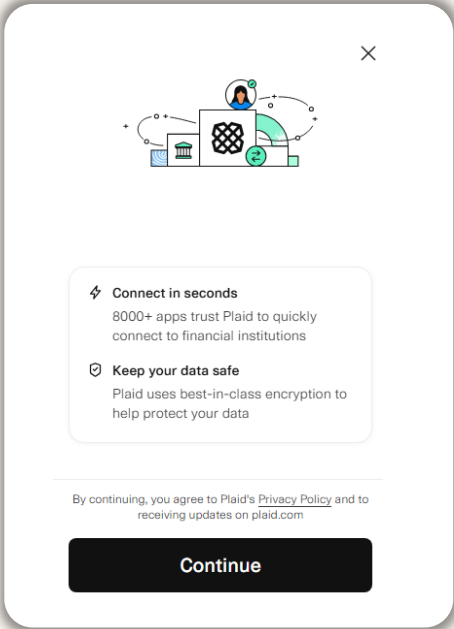 Connect in seconds
8000+ apps trust Plaid to quickly
connect to financial institutions
Keep your data safe
Plaid uses best-in-class encryption to
help protect your data
By continuing, you agree to Plaid's Privacy Policy and to
receiving updates on plaid.com
Continue